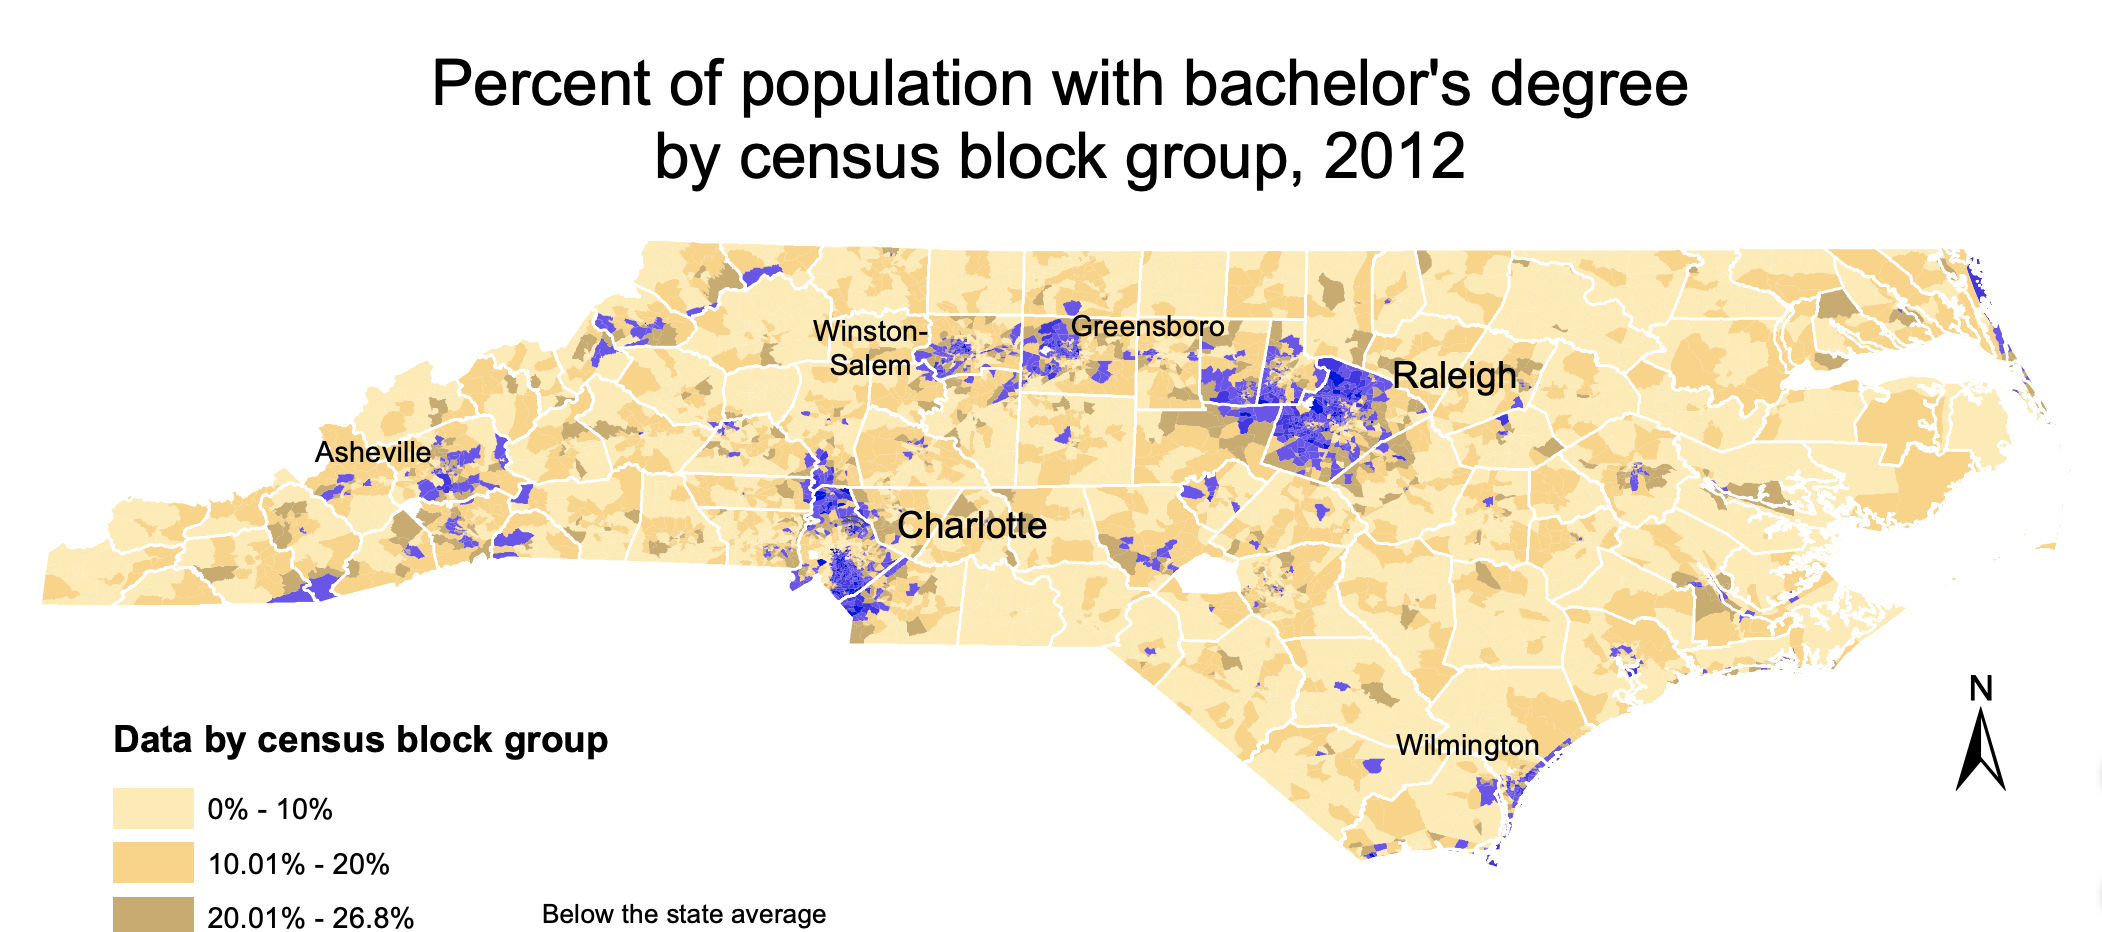 Percent of population with bachelor's degree
by census block group, 2012
Winston-
Salem
Greensboro
Raleigh
Asheville
Charlotte
Wilmington
N
Data by census block group
0% - 10%
10.01% - 20%
20.01% - 26.8%
Below the state average